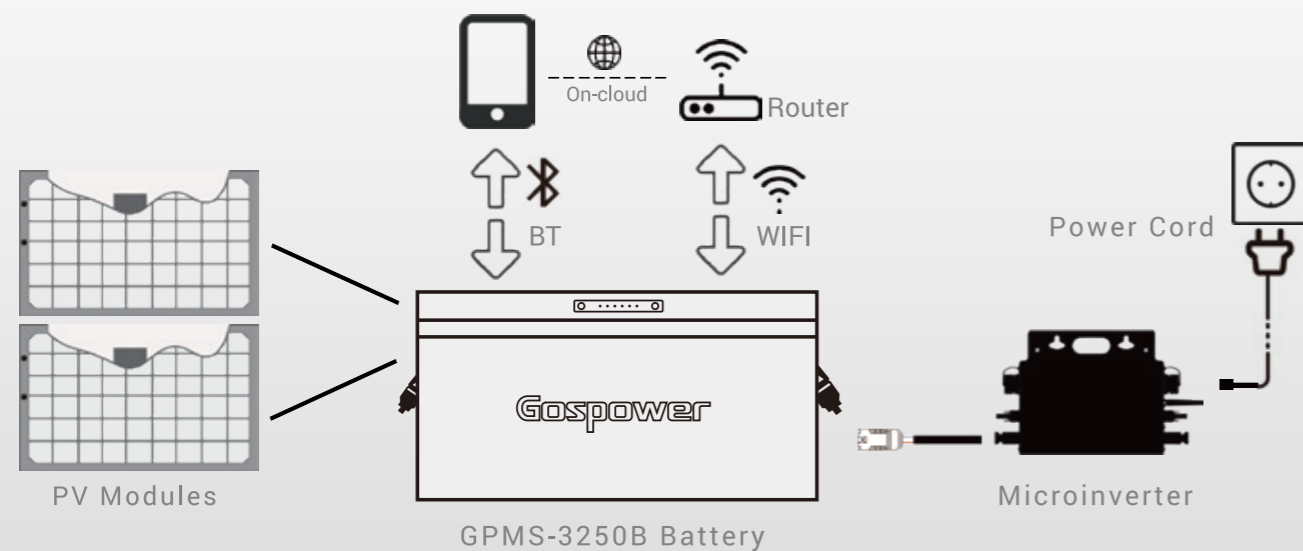 On-cloud
Router
BT
WIFI
Power Cord
Gospower
PV Modules
Microinverter
GPMS-3250B Battery